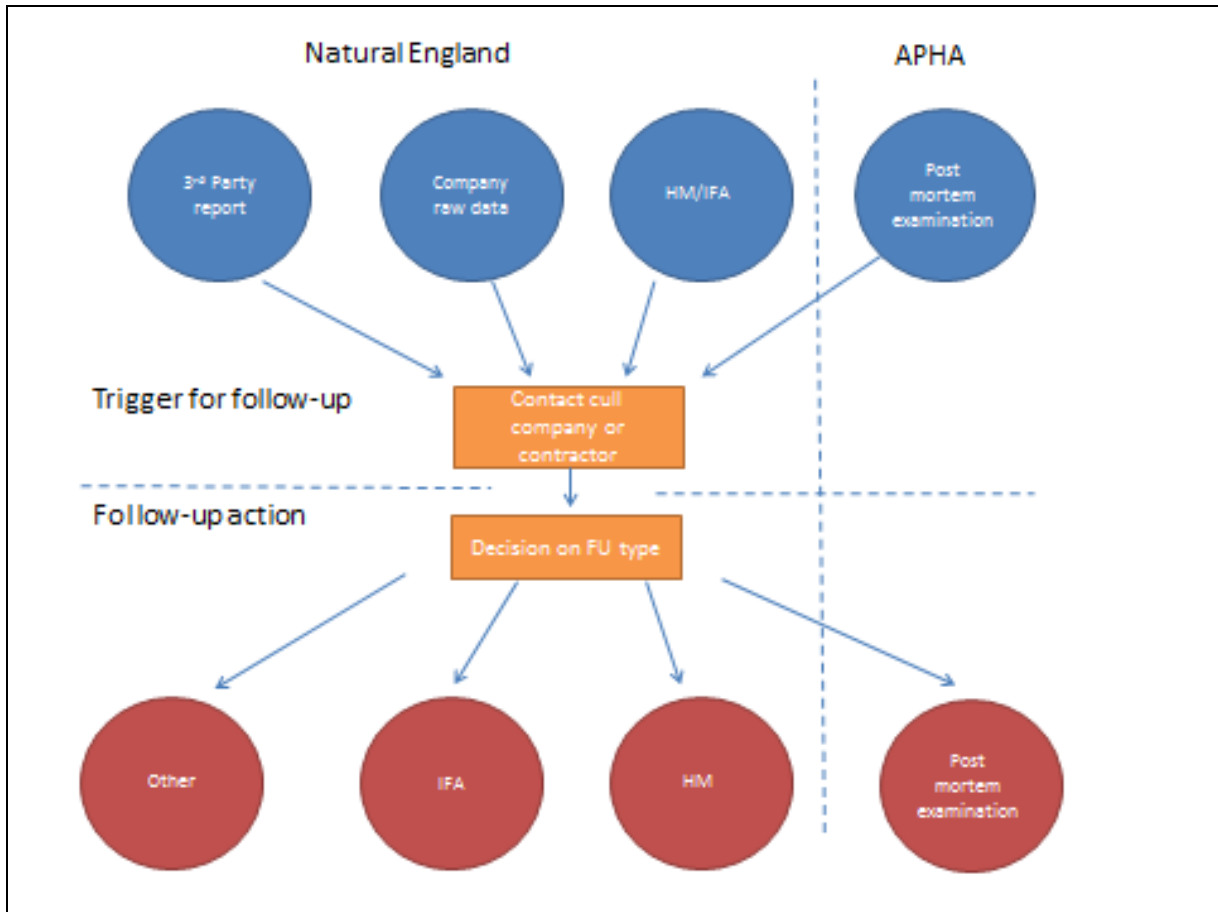 Natural England
APHA
3rd Party
report
Company
raw data
HM/IFA
Post
mortem
examination
Trigger for follow-up
Contact cull
company or
contractor
Follow-up action
Decision on FU type
Other
IFA
HM
Post
mortem
examination